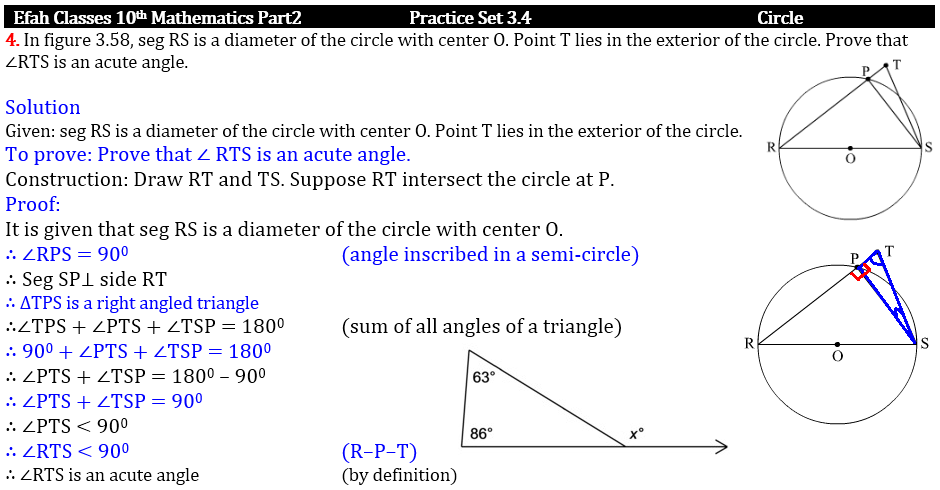 Efah Classes 10th Mathematics Part2 Practice Set 3.4 Circle
4. In figure 3.58, seg RS is a diameter of the circle with center O. Point T lies in the exterior of the circle. Prove that
∠RTS is an acute angle.
P T
R O S
Solution
Given: seg RS is a diameter of the circle with center O. Point T lies in the exterior of the circle.
To prove: Prove that ∠ RTS is an acute angle.
Construction: Draw RT and TS. Suppose RT intersect the circle at P.
Proof:
It is given that seg RS is a diameter of the circle with center O.
∴ ∠RPS = 90⁰ (angle inscribed in a semi-circle)
∴ Seg SP⊥ side RT
∴ ΔTPS is a right angled triangle
∴∠TPS + ∠PTS + ∠TSP = 180⁰ (sum of all angles of a triangle)
∴ 90⁰ + ∠PTS + ∠TSP = 180⁰
∴ ∠PTS + ∠TSP = 180⁰ – 90⁰
∴ ∠PTS + ∠TSP = 90⁰
∴ ∠PTS < 90⁰
∴ ∠RTS < 90⁰ (R–P–T)
∴ ∠RTS is an acute angle (by definition)
P T
R O S
63°
86° x°